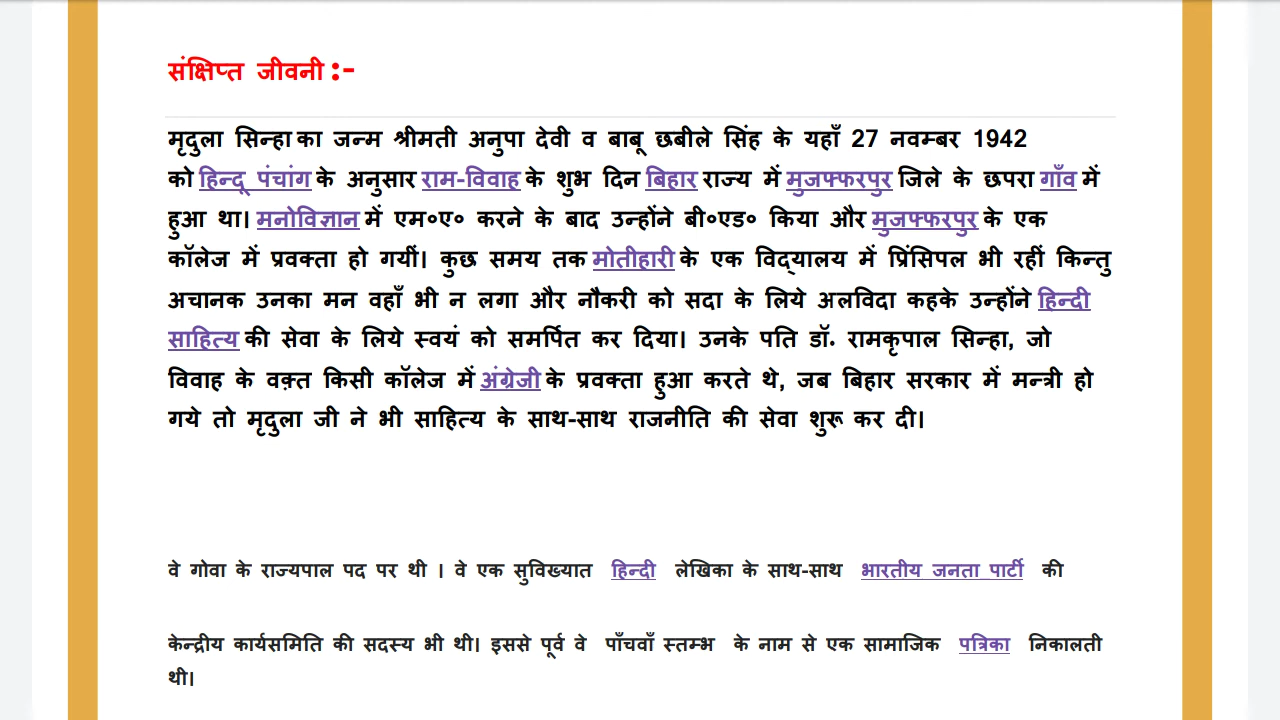 संक्षिप्त जीवनी :-
मृदुला सिन्हा का जन्म श्रीमती अनुपा देवी व बाबू छबीले सिंह के यहाँ 27 नवम्बर 1942
को हिन्दू पंचांग के अनुसार राम-विवाह के शुभ दिन बिहार राज्य में मुजफ्फरपुर जिले के छपरा गाँव में
हुआ था। मनोविज्ञान में एम०ए० करने के बाद उन्होंने बी०एड० किया और मुजफ्फरपुर के एक
कॉलेज में प्रवक्ता हो गयीं। कुछ समय तक मोतीहारी के एक विद्यालय में प्रिंसिपल भी रहीं किन्तु
अचानक उनका मन वहाँ भी न लगा और नौकरी को सदा के लिये अलविदा कहके उन्होंने हिन्दी
साहित्य की सेवा के लिये स्वयं को समर्पित कर दिया। उनके पति डॉ. रामकृपाल सिन्हा, जो
विवाह के वक़्त किसी कॉलेज में अंग्रेजी के प्रवक्ता हुआ करते थे, जब बिहार सरकार में मन्त्री हो
गये तो मृदुला जी ने भी साहित्य के साथ-साथ राजनीति की सेवा शुरू कर दी।
वे गोवा के राज्यपाल पद पर थी । वे एक सुविख्यात हिन्दी लेखिका के साथ-साथ भारतीय जनता पार्टी की
केन्द्रीय कार्यसमिति की सदस्य भी थी। इससे पूर्व वे पाँचवाँ स्तम्भ के नाम से एक सामाजिक पत्रिका निकालती
थी।